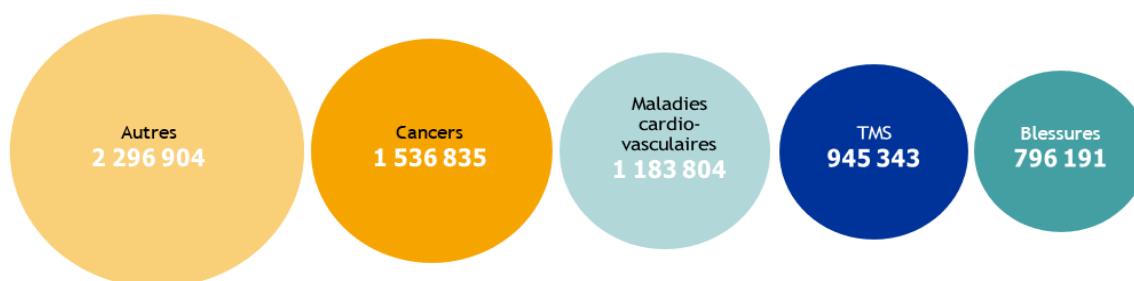 Autres
2 296 904
Cancers
1 536 835
Maladies
cardio-
vasculaires
1 183 804
TMS
945 343
Blessures
796 191